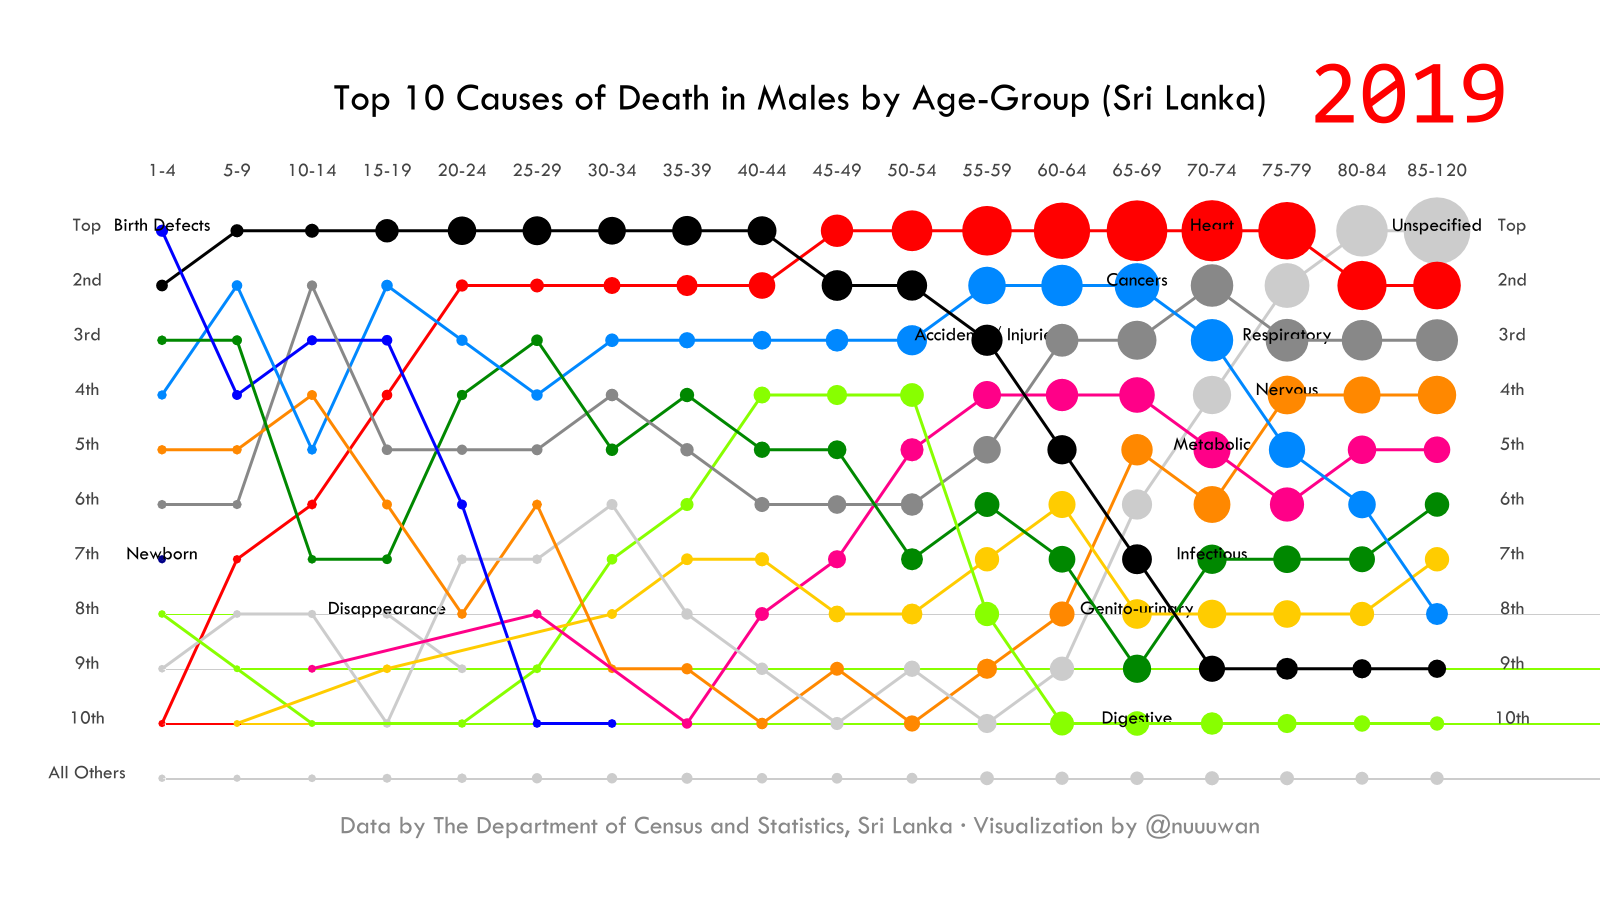 Top 10 Causes of Death in Males by Age-Group (Sri Lanka) 2019
1-4 5-9 10-14 15-19 20-24 25-29 30-34 35-39 40-44 45-49 50-54 55-59 60-64 65-69 70-74 75-79 80-84 85-120
Top Birth Defects Heart Unspecified Top
2nd Cancers 2nd
3rd Accidents / Injuries Respiratory 3rd
4th Nervous 4th
5th Metabolic 5th
6th 6th
7th Newborn Infectious 7th
8th Disappearance Genito-urinary 8th
9th 9th
10th Digestive 10th
All Others
Data by The Department of Census and Statistics, Sri Lanka · Visualization by @nuuuwan